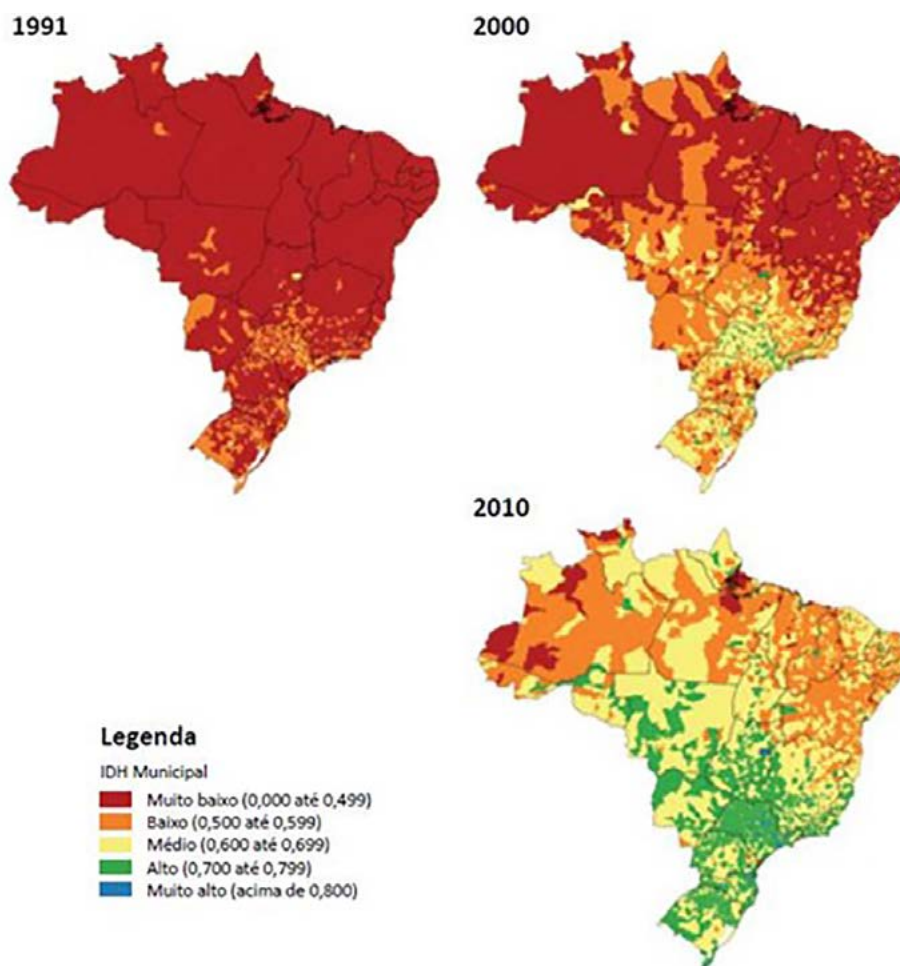 1991
2000
2010
Legenda
IDH Municipal
Muito baixo (0,000 até 0,499)
Baixo (0,500 até 0,599)
Médio (0,600 até 0,699)
Alto (0,700 até 0,799)
Muito alto (acima de 0,800)